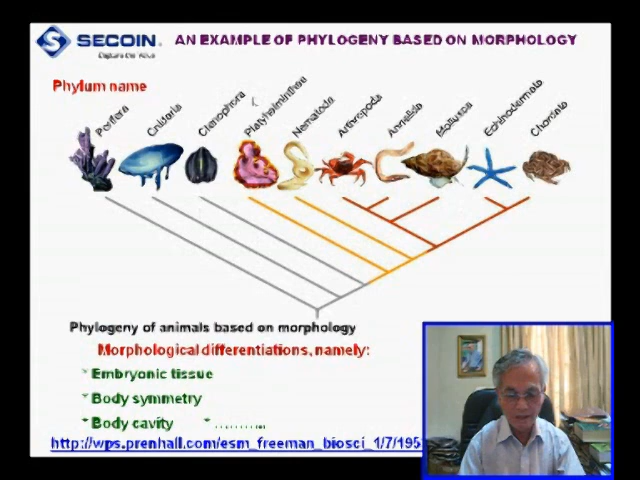 SECOIN
AN EXAMPLE OF PHYLOGENY BASED ON MORPHOLOGY
Phylum name
Porifera
Cnidaria
Ctenophora
Platyhelminthes
Nematoda
Arthropoda
Annelida
Mollusca
Echinodermata
Chordata
Phylogeny of animals based on morphology
Morphological differentiations, namely:
* Embryonic tissue
* Body symmetry
* Body cavity * ............
http://wps.prenhall.com/esm_freeman_biosci_1/7/195